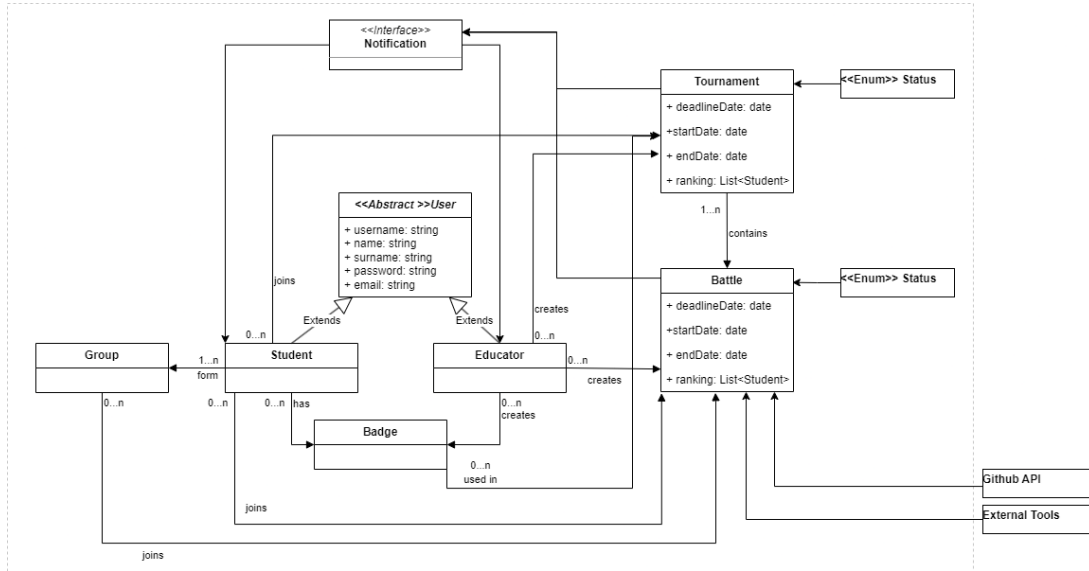 <<Interface>>
Notification
Tournament
+ deadlineDate: date
+startDate: date
+ endDate: date
+ ranking: List<Student>
<<Enum>> Status
<<Abstract >>User
+ username: string
+ name: string
+ surname: string
+ password: string
+ email: string
1...n
contains
Battle
+ deadlineDate: date
+startDate: date
+ endDate: date
+ ranking: List<Student>
<<Enum>> Status
joins
creates
Extends
Extends
0...n
0...n
Group
Student
Educator
1...n
form
0...n
creates
0...n
0...n
0...n
has
0...n
creates
Badge
0...n
used in
Github API
External Tools
joins
joins